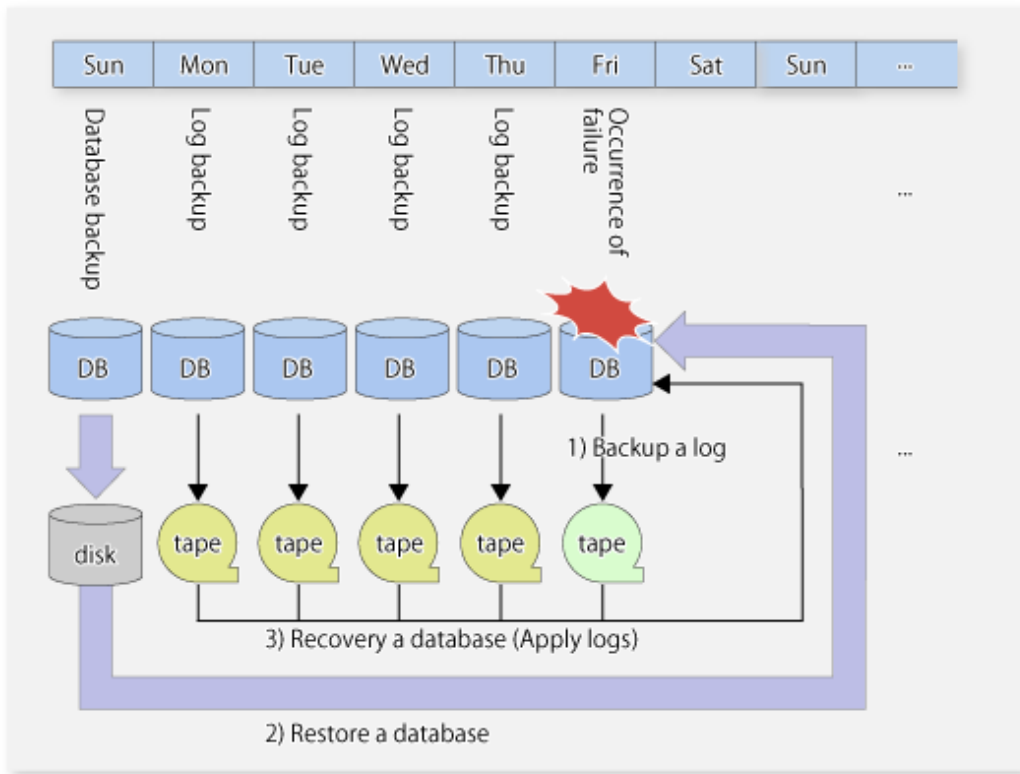 Sun Mon Tue Wed Thu Fri Sat Sun ...
Database backup
Log backup
Log backup
Log backup
Log backup
Occurrence of
failure
...
DB DB DB DB DB DB
1) Backup a log
...
disk tape tape tape tape tape
3) Recovery a database (Apply logs)
2) Restore a database